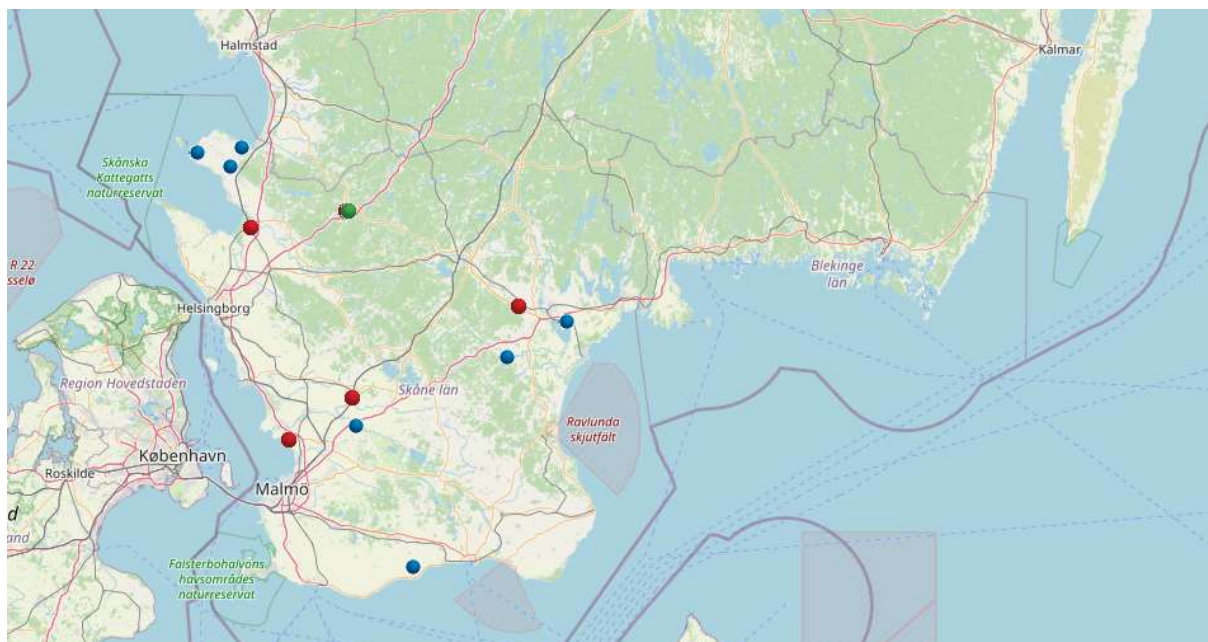 Halmstad
Kalmar
Skånska
Kattegatts
naturreservat
R 22
sselø
Helsingborg
Blekinge
län
Region Hovedstaden
Skåne län
Ravlunda
skjutfält
København
Roskilde
Malmö
d
and
Falsterbohalvöns
havsområdes
naturreservat